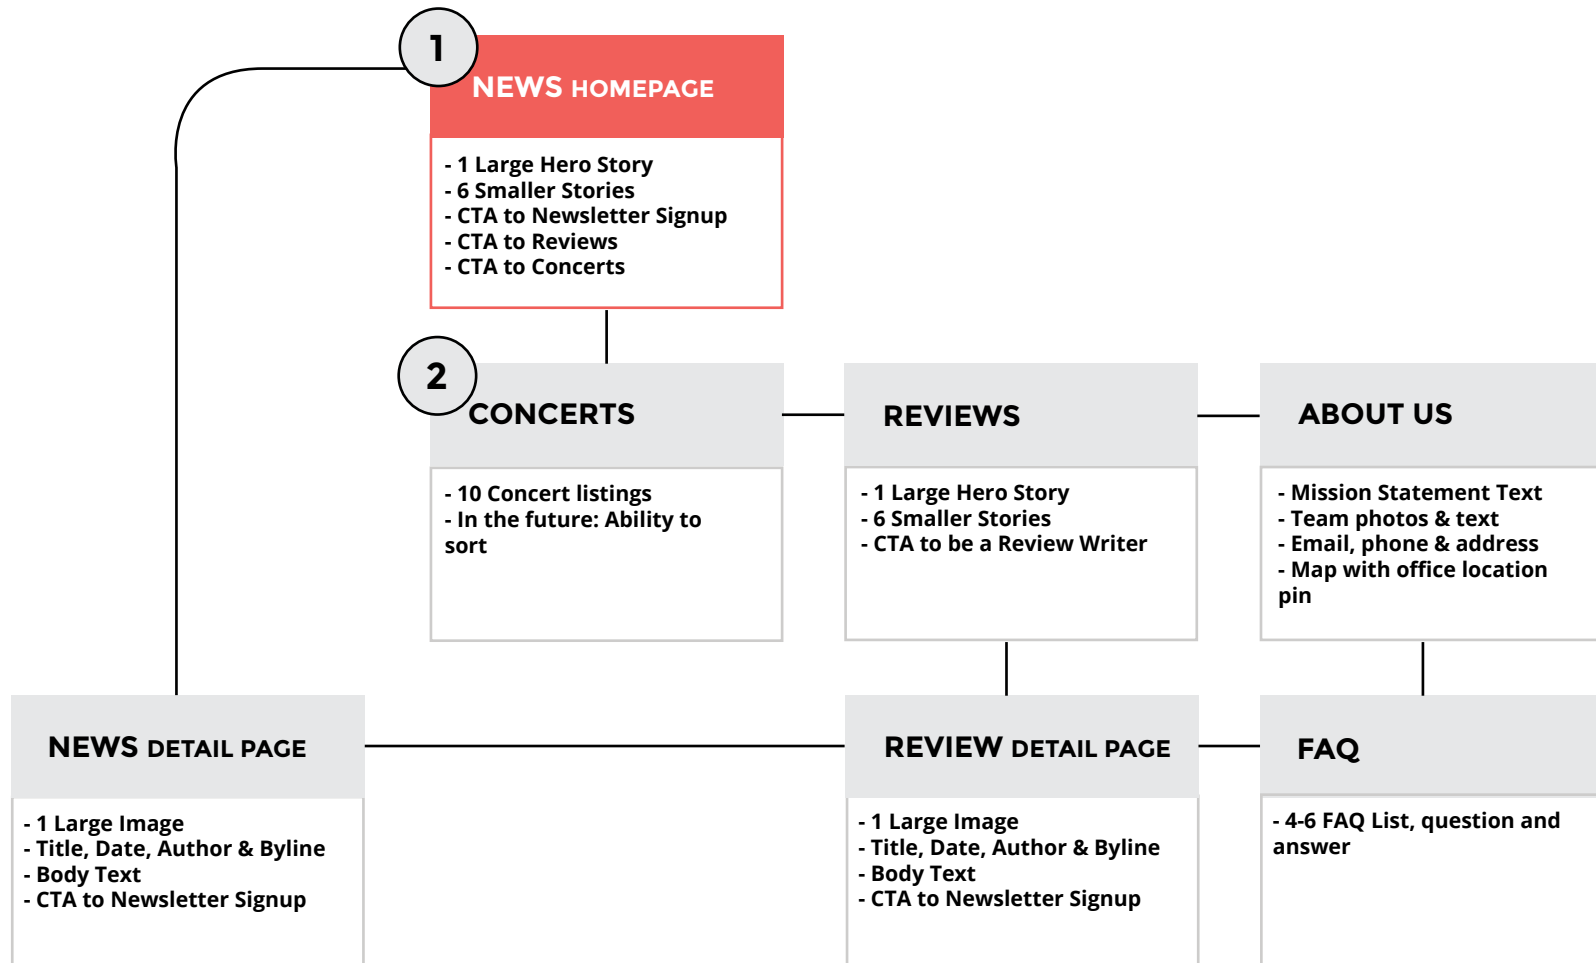 1
NEWS HOMEPAGE
- 1 Large Hero Story
- 6 Smaller Stories
- CTA to Newsletter Signup
- CTA to Reviews
- CTA to Concerts
2
CONCERTS
- 10 Concert listings
- In the future: Ability to
sort
REVIEWS
- 1 Large Hero Story
- 6 Smaller Stories
- CTA to be a Review Writer
ABOUT US
- Mission Statement Text
- Team photos & text
- Email, phone & address
- Map with office location
pin
NEWS DETAIL PAGE
- 1 Large Image
- Title, Date, Author & Byline
- Body Text
- CTA to Newsletter Signup
REVIEW DETAIL PAGE
- 1 Large Image
- Title, Date, Author & Byline
- Body Text
- CTA to Newsletter Signup
FAQ
- 4-6 FAQ List, question and
answer